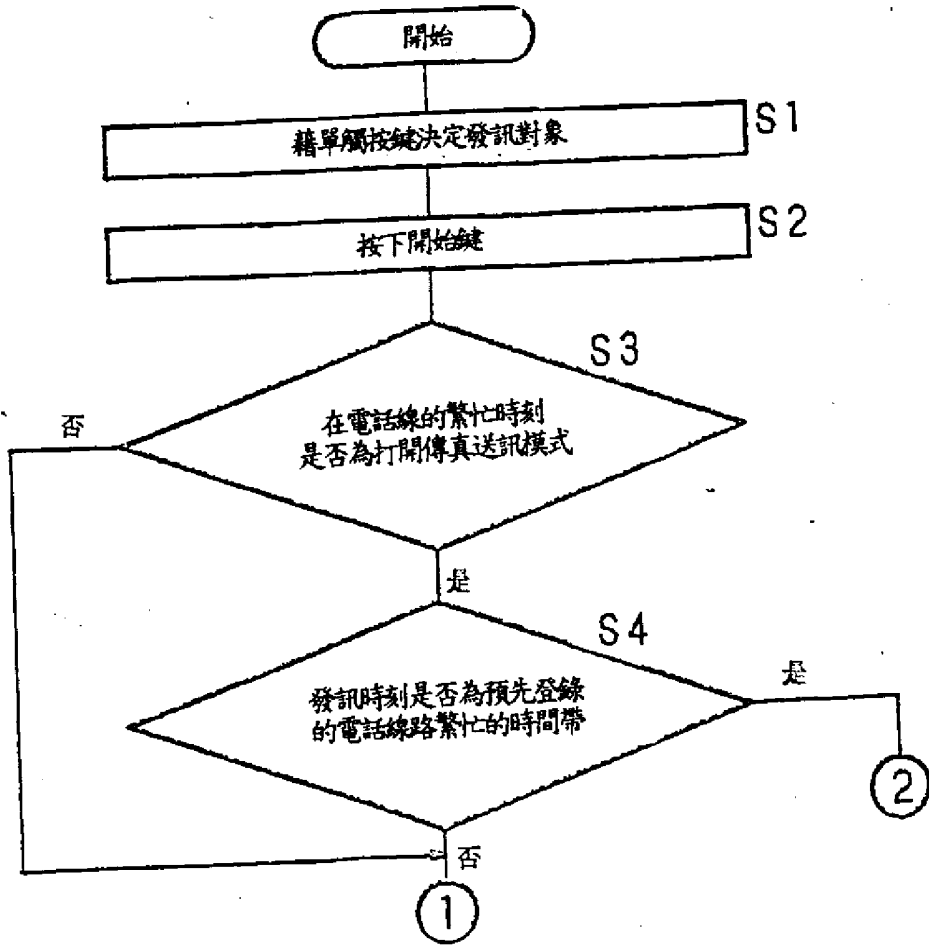 開始
藉單觸按鍵決定發訊對象
S1
按下開始鍵
S2
S3
在電話線的繁忙時刻
是否為打開傳真送訊模式
否
是
S4
發訊時刻是否為預先登錄
的電話線路繁忙的時間帶
是
②
否
①